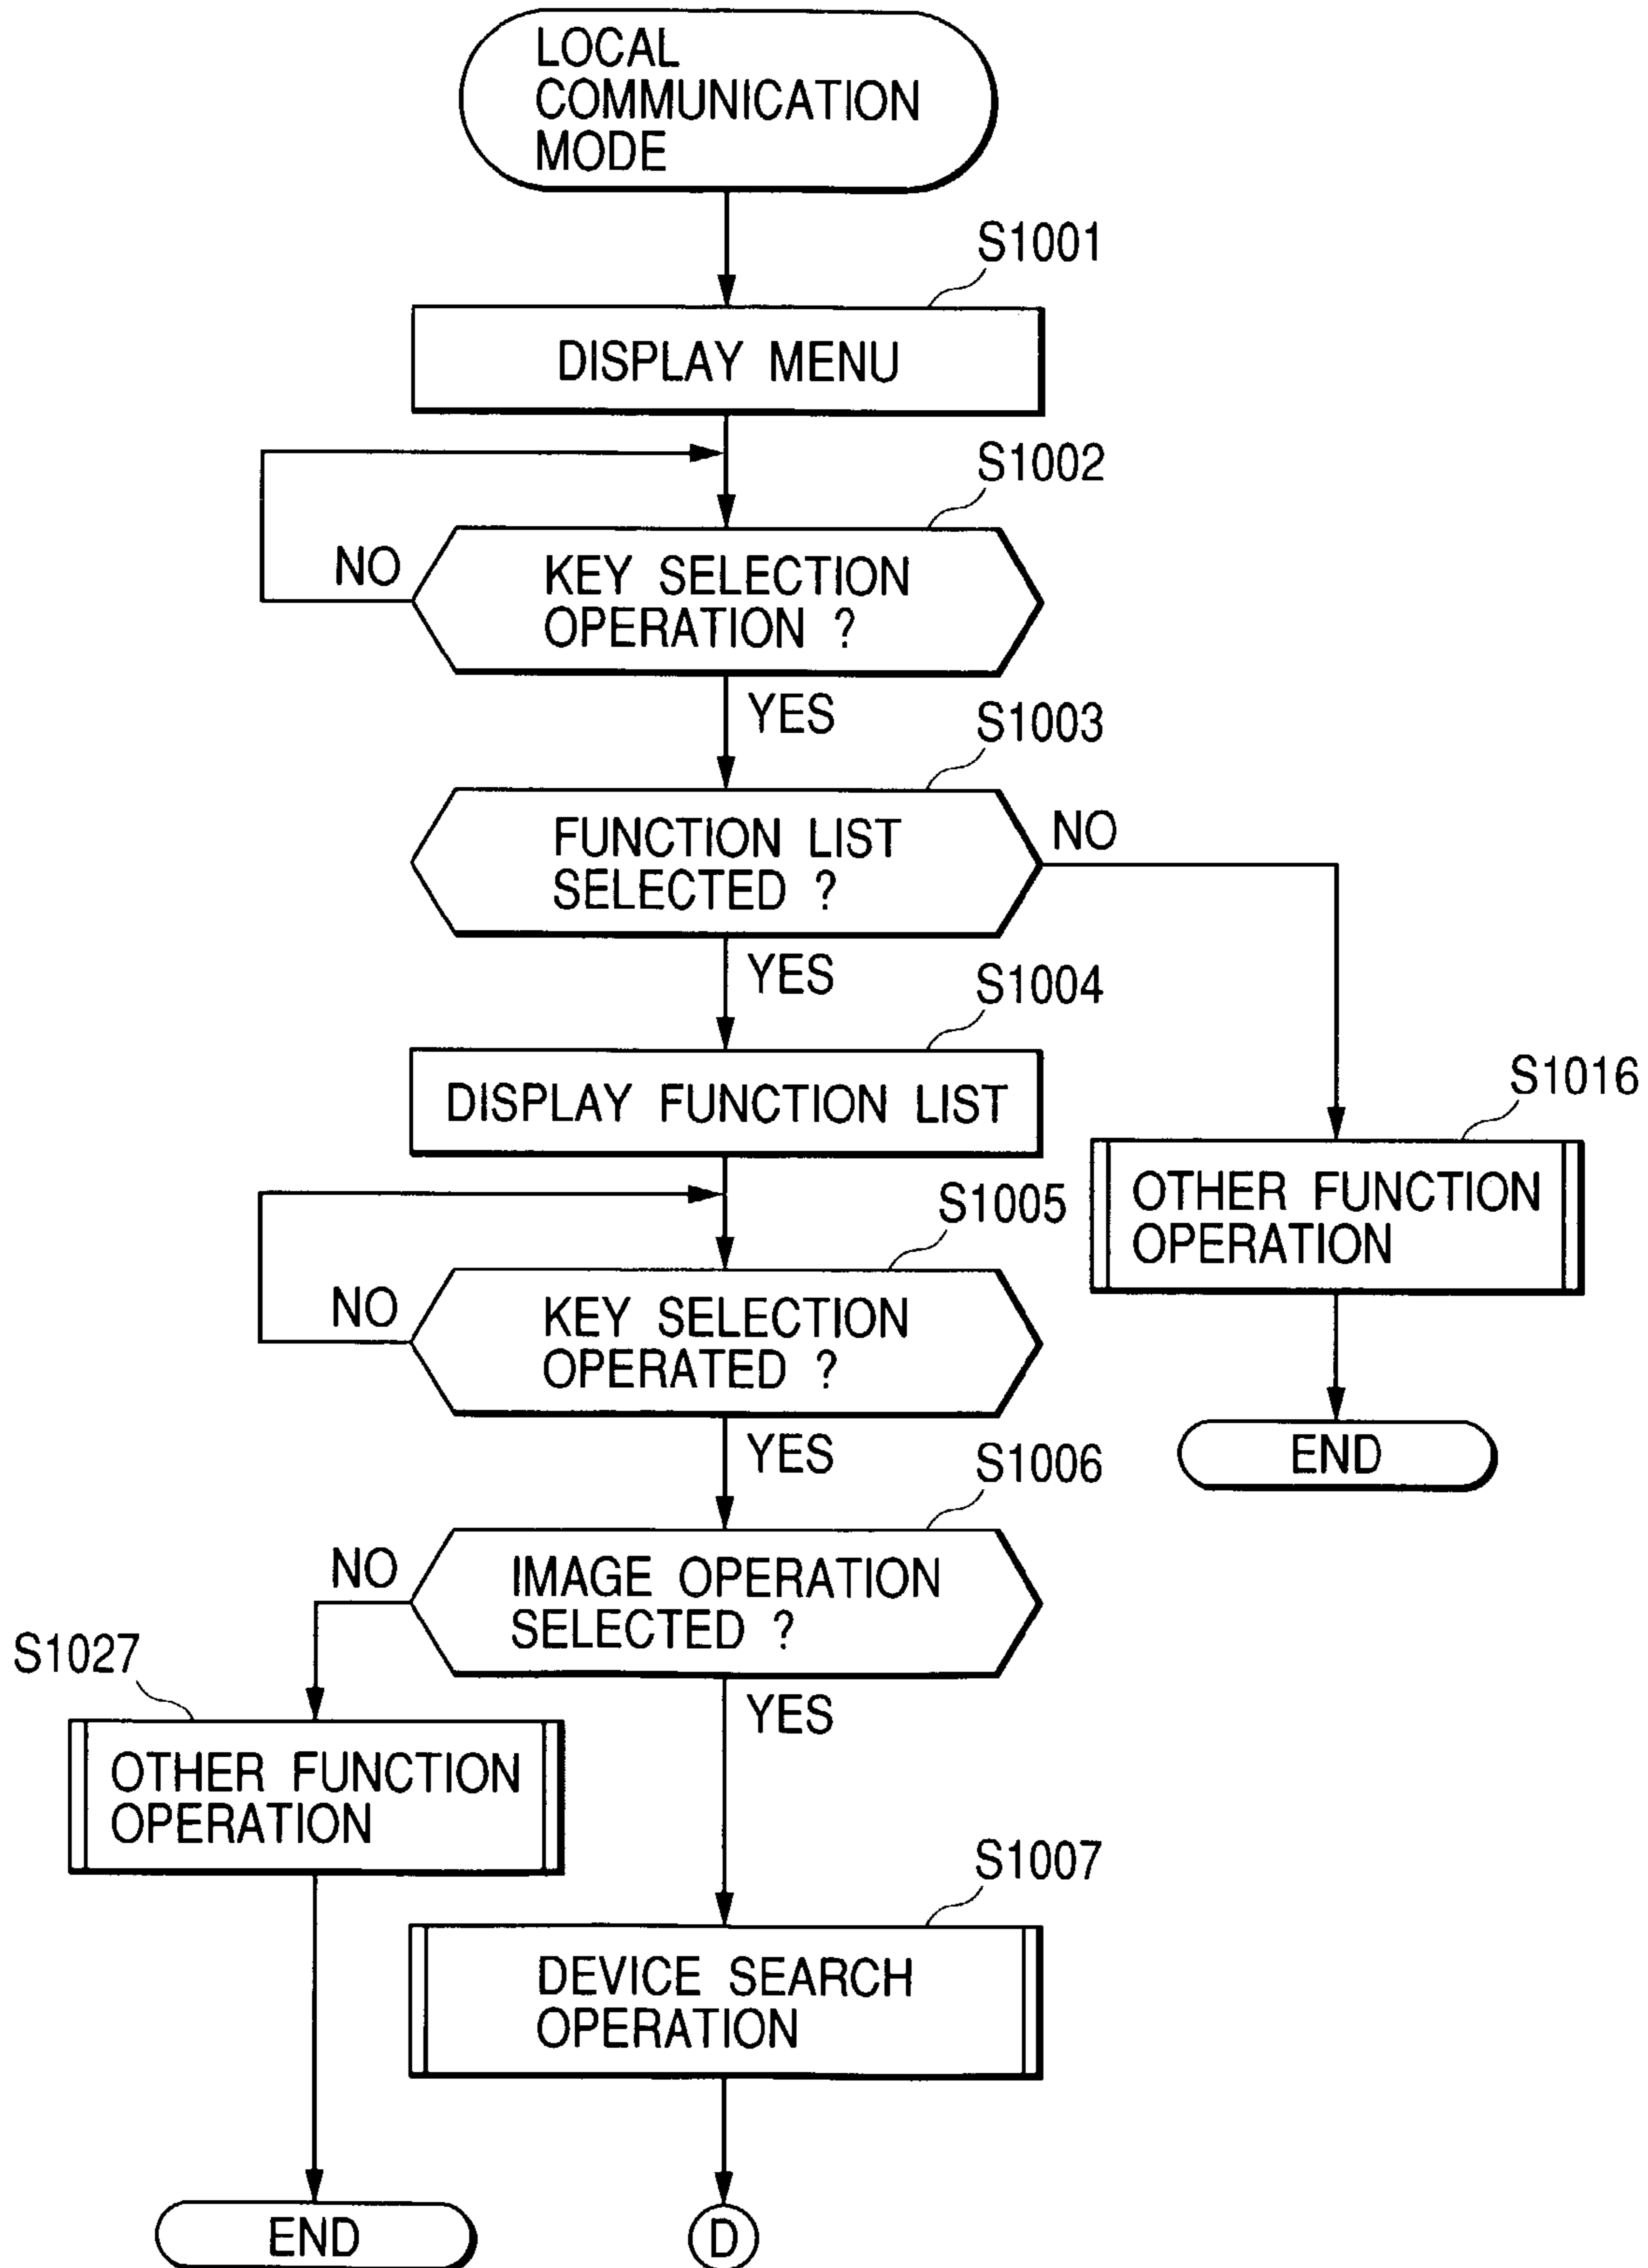 LOCAL
COMMUNICATION
MODE
S1001
DISPLAY MENU
S1002
NO
KEY SELECTION
OPERATION ?
YES
S1003
FUNCTION LIST
SELECTED ?
NO
YES
S1004
DISPLAY FUNCTION LIST
S1016
OTHER FUNCTION
OPERATION
S1005
NO
KEY SELECTION
OPERATED ?
END
YES
S1006
NO
IMAGE OPERATION
SELECTED ?
S1027
YES
OTHER FUNCTION
OPERATION
S1007
DEVICE SEARCH
OPERATION
END
D